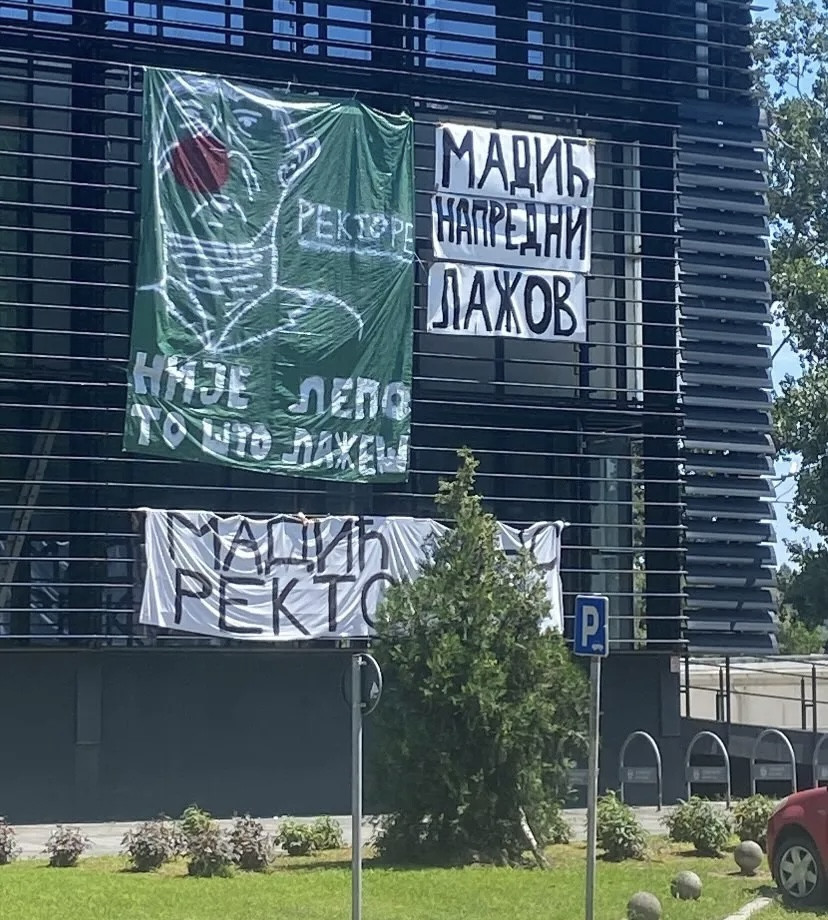 РЕКТОРЕ
НИЈЕ ЛЕПО
ТО ШТО ЛАЖЕШ
МАДИЋ
НАПРЕДНИ
ЛАЖОВ
МАДИЋ
P